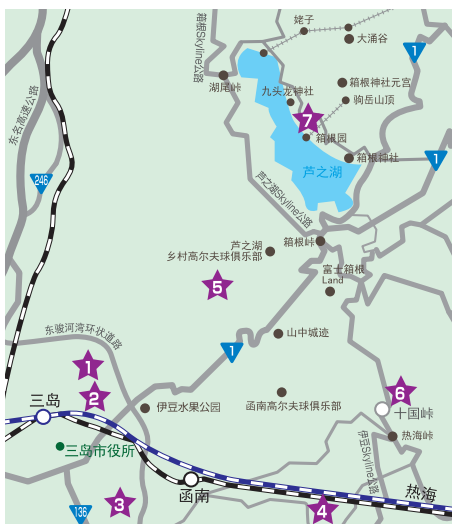 姥子
大涌谷
箱根Skyline公路
1
湖尾峠
九头龙神社
箱根神社元宫
驹岳山顶
7
箱根园
东名高速公路
246
芦之湖
箱根神社
1
芦之湖Skyline公路
箱根峠
芦之湖
乡村高尔夫球俱乐部
富士箱根
Land
5
东骏河湾环状道路
1
山中城迹
1
2
6
三岛
伊豆水果公园
函南高尔夫球俱乐部
十国峠
热海峠
三岛市役所
伊豆Skyline公路
函南
热海
136
3
4